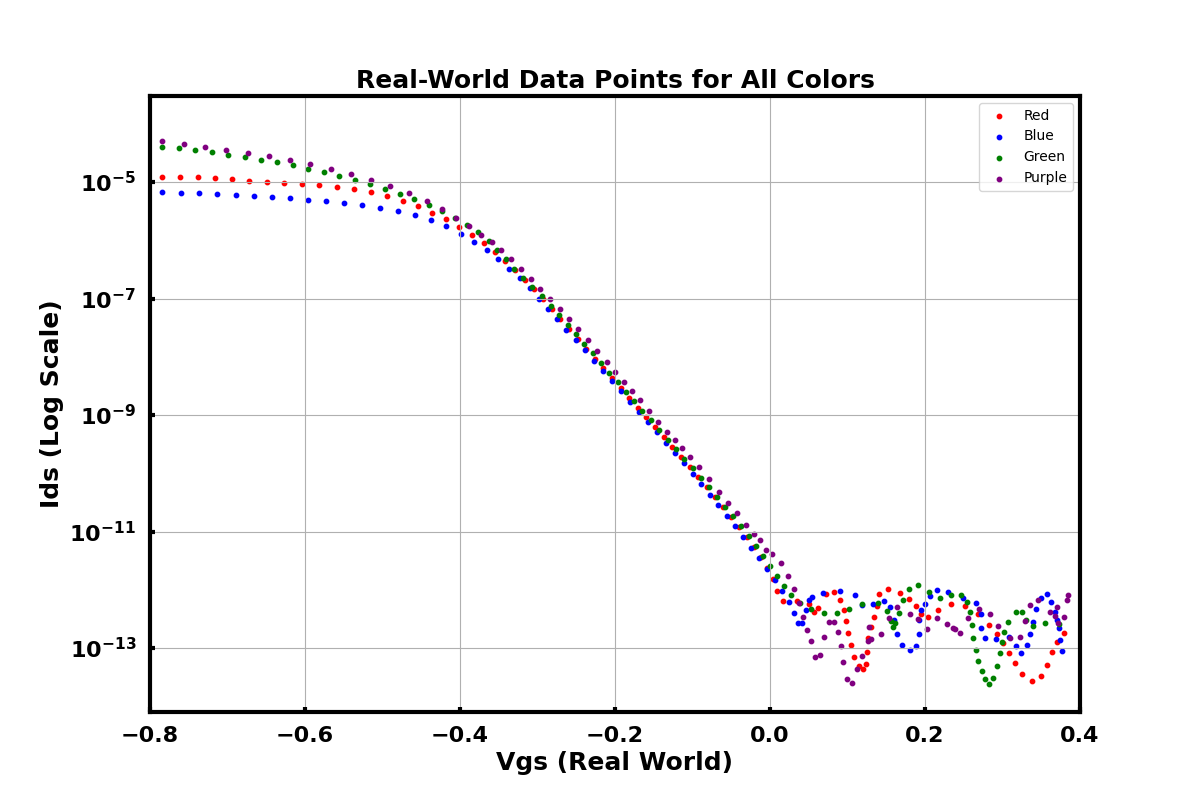 Real-World Data Points for All Colors
Red
Blue
Green
Purple
Ids (Log Scale)
10⁻⁵
10⁻⁷
10⁻⁹
10⁻¹¹
10⁻¹³
−0.8 −0.6 −0.4 −0.2 0.0 0.2 0.4
Vgs (Real World)